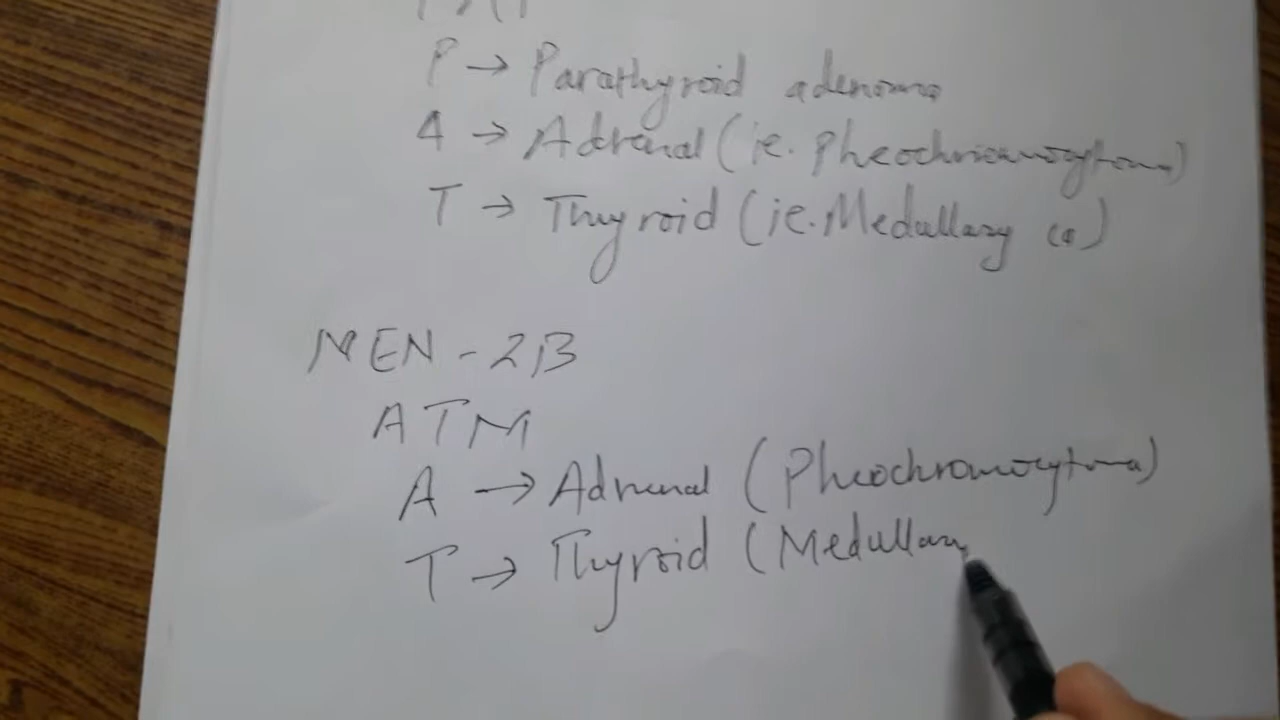 P → Parathyroid adenoma
A → Adrenal (ie. Pheochromocytoma)
T → Thyroid (ie. Medullary Ca)
MEN - 2B
ATM
A → Adrenal (Pheochromocytoma)
T → Thyroid (Medullary